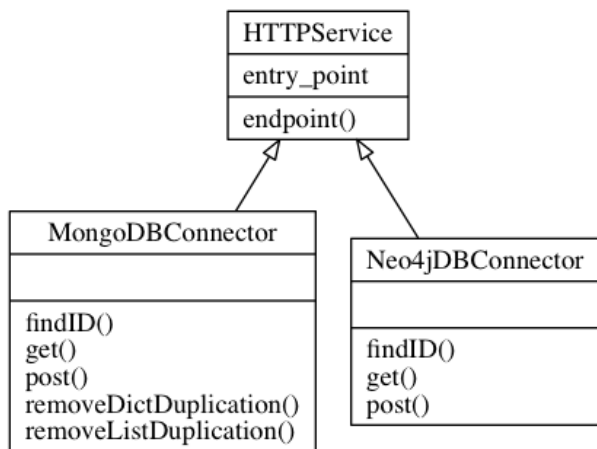 HTTPService
entry_point
endpoint()
MongoDBConnector
findID()
get()
post()
removeDictDuplication()
removeListDuplication()
Neo4jDBConnector
findID()
get()
post()